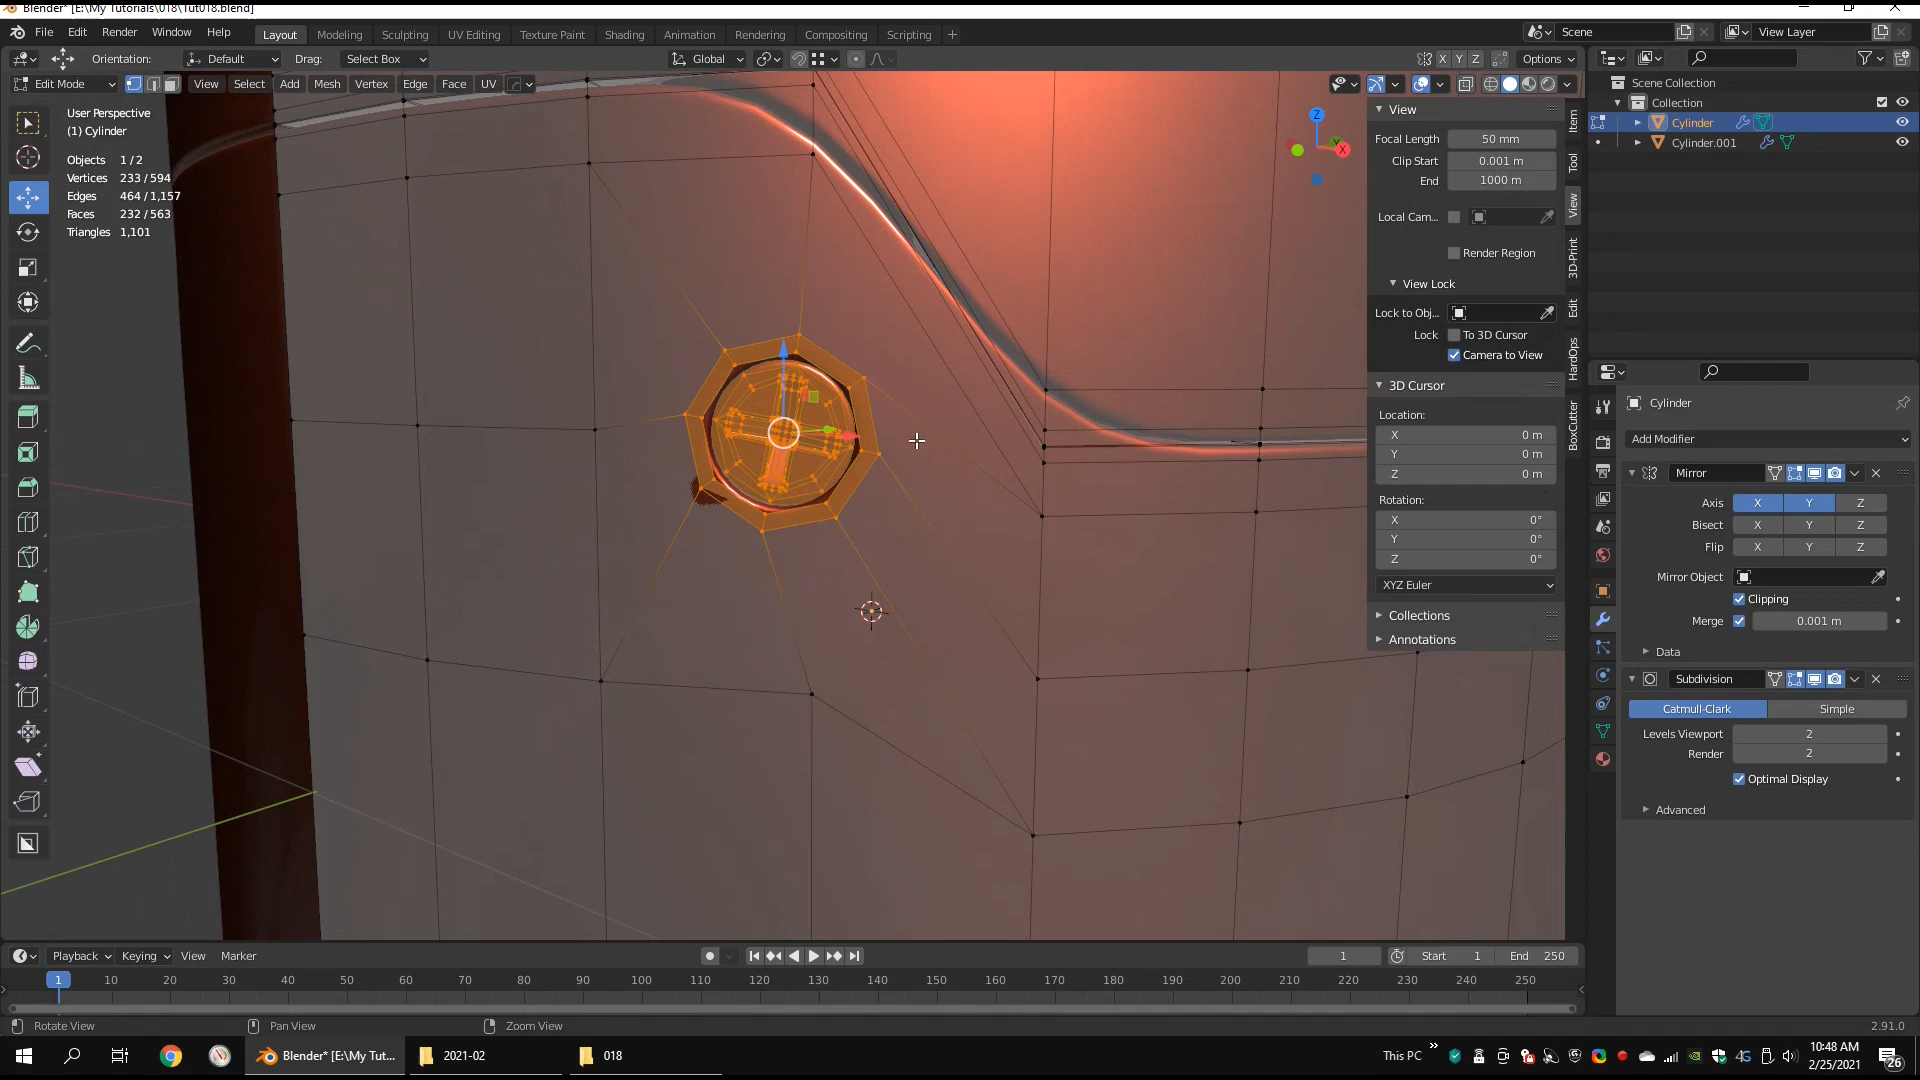 Blender* [E:\My Tutorials\018\Tut018.blend]
File Edit Render Window Help Layout Modeling Sculpting UV Editing Texture Paint Shading Animation Rendering Compositing Scripting + Scene View Layer
Orientation: Default Drag: Select Box Global X Y Z Options
Edit Mode View Select Add Mesh Vertex Edge Face UV
User Perspective
(1) Cylinder
Objects 1 / 2
Vertices 233 / 594
Edges 464 / 1,157
Faces 232 / 563
Triangles 1,101
Z
X
View
Focal Length 50 mm
Clip Start 0.001 m
End 1000 m
Local Cam...
Render Region
View Lock
Lock to Obj...
Lock To 3D Cursor
Camera to View
3D Cursor
Location:
X 0 m
Y 0 m
Z 0 m
Rotation:
X 0°
Y 0°
Z 0°
XYZ Euler
Collections
Annotations
Item
Tool
View
3D-Print
Edit
HardOps
BoxCutter
Scene Collection
Collection
Cylinder
Cylinder.001
Cylinder
Add Modifier
Mirror
Axis X Y Z
Bisect X Y Z
Flip X Y Z
Mirror Object
Clipping
Merge 0.001 m
Data
Subdivision
Catmull-Clark Simple
Levels Viewport 2
Render 2
Optimal Display
Advanced
Playback Keying View Marker 1 Start 1 End 250
1 10 20 30 40 50 60 70 80 90 100 110 120 130 140 150 160 170 180 190 200 210 220 230 240 250
Rotate View Pan View Zoom View 2.91.0
Blender* [E:\My Tut... 2021-02 018 This PC » 4G 10:48 AM
2/25/2021
26